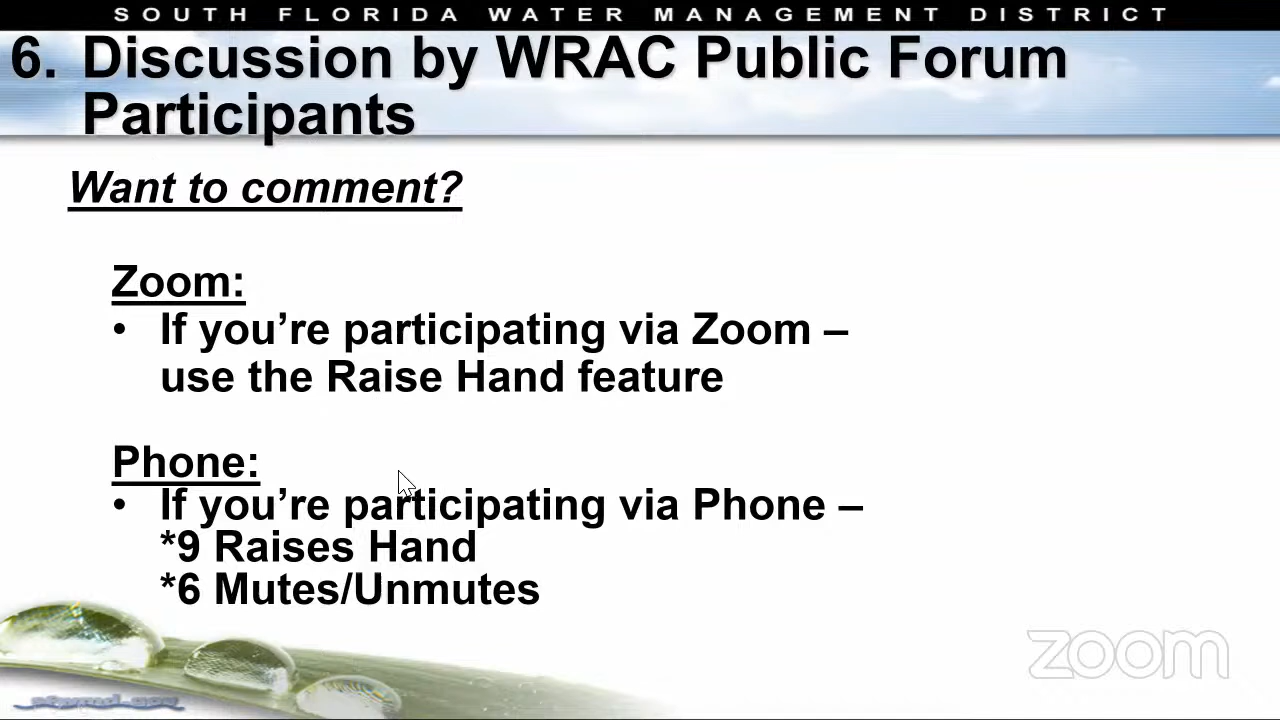 SOUTH FLORIDA WATER MANAGEMENT DISTRICT
6. Discussion by WRAC Public Forum
Participants
Want to comment?
Zoom:
• If you’re participating via Zoom –
use the Raise Hand feature
Phone:
• If you’re participating via Phone –
*9 Raises Hand
*6 Mutes/Unmutes
zoom
sfwmd.gov